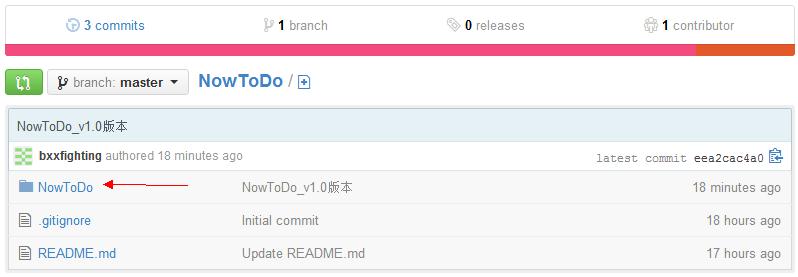 3 commits 1 branch 0 releases 1 contributor
branch: master NowToDo /
NowToDo_v1.0版本
bxxfighting authored 18 minutes ago latest commit eea2cac4a0
NowToDo NowToDo_v1.0版本 18 minutes ago
.gitignore Initial commit 18 hours ago
README.md Update README.md 17 hours ago